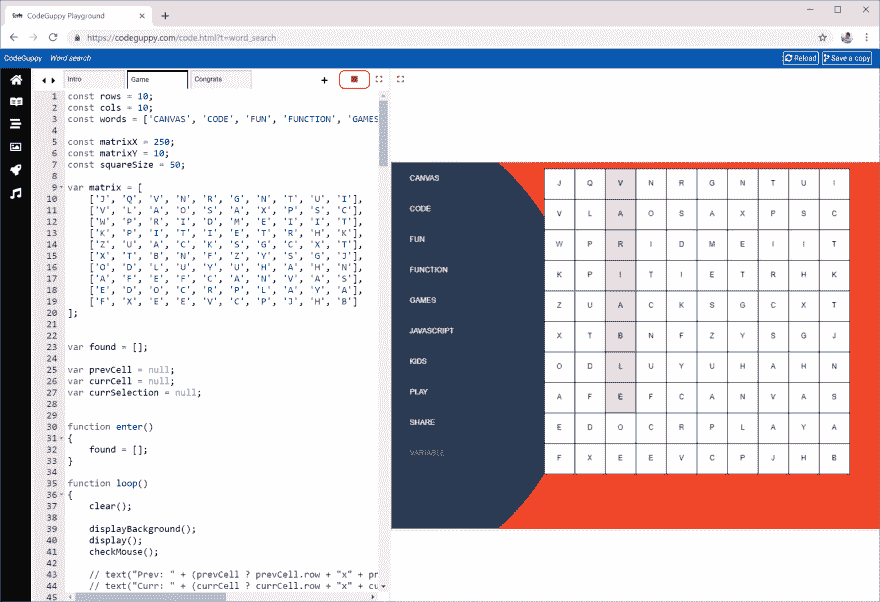 CodeGuppy Playground
https://codeguppy.com/code.html?t=word_search
CodeGuppy Word search Reload Save a copy
Intro Game Congrats
1 const rows = 10;
2 const cols = 10;
3 const words = ['CANVAS', 'CODE', 'FUN', 'FUNCTION', 'GAMES
4
5 const matrixX = 250;
6 const matrixY = 10;
7 const squareSize = 50;
8
9 var matrix = [
10 ['J', 'Q', 'V', 'N', 'R', 'G', 'N', 'T', 'U', 'I'],
11 ['V', 'L', 'A', 'O', 'S', 'A', 'X', 'P', 'S', 'C'],
12 ['W', 'P', 'R', 'I', 'D', 'M', 'E', 'I', 'I', 'T'],
13 ['K', 'P', 'I', 'T', 'I', 'E', 'T', 'R', 'H', 'K'],
14 ['Z', 'U', 'A', 'C', 'K', 'S', 'G', 'C', 'X', 'T'],
15 ['X', 'T', 'B', 'N', 'F', 'Z', 'Y', 'S', 'G', 'J'],
16 ['O', 'D', 'L', 'U', 'Y', 'U', 'H', 'A', 'H', 'N'],
17 ['A', 'F', 'E', 'F', 'C', 'A', 'N', 'V', 'A', 'S'],
18 ['E', 'D', 'O', 'C', 'R', 'P', 'L', 'A', 'Y', 'A'],
19 ['F', 'X', 'E', 'E', 'V', 'C', 'P', 'J', 'H', 'B']
20 ];
21
22
23 var found = [];
24
25 var prevCell = null;
26 var currCell = null;
27 var currSelection = null;
28
29
30 function enter()
31 {
32 found = [];
33 }
34
35 function loop()
36 {
37 clear();
38
39 displayBackground();
40 display();
41 checkMouse();
42
43 // text("Prev: " + (prevCell ? prevCell.row + "x" + pr
44 // text("Curr: " + (currCell ? currCell.row + "x" + cu
45
CANVAS
CODE
FUN
FUNCTION
GAMES
JAVASCRIPT
KIDS
PLAY
SHARE
VARIABLE
J Q V N R G N T U I
V L A O S A X P S C
W P R I D M E I I T
K P I T I E T R H K
Z U A C K S G C X T
X T B N F Z Y S G J
O D L U Y U H A H N
A F E F C A N V A S
E D O C R P L A Y A
F X E E V C P J H B